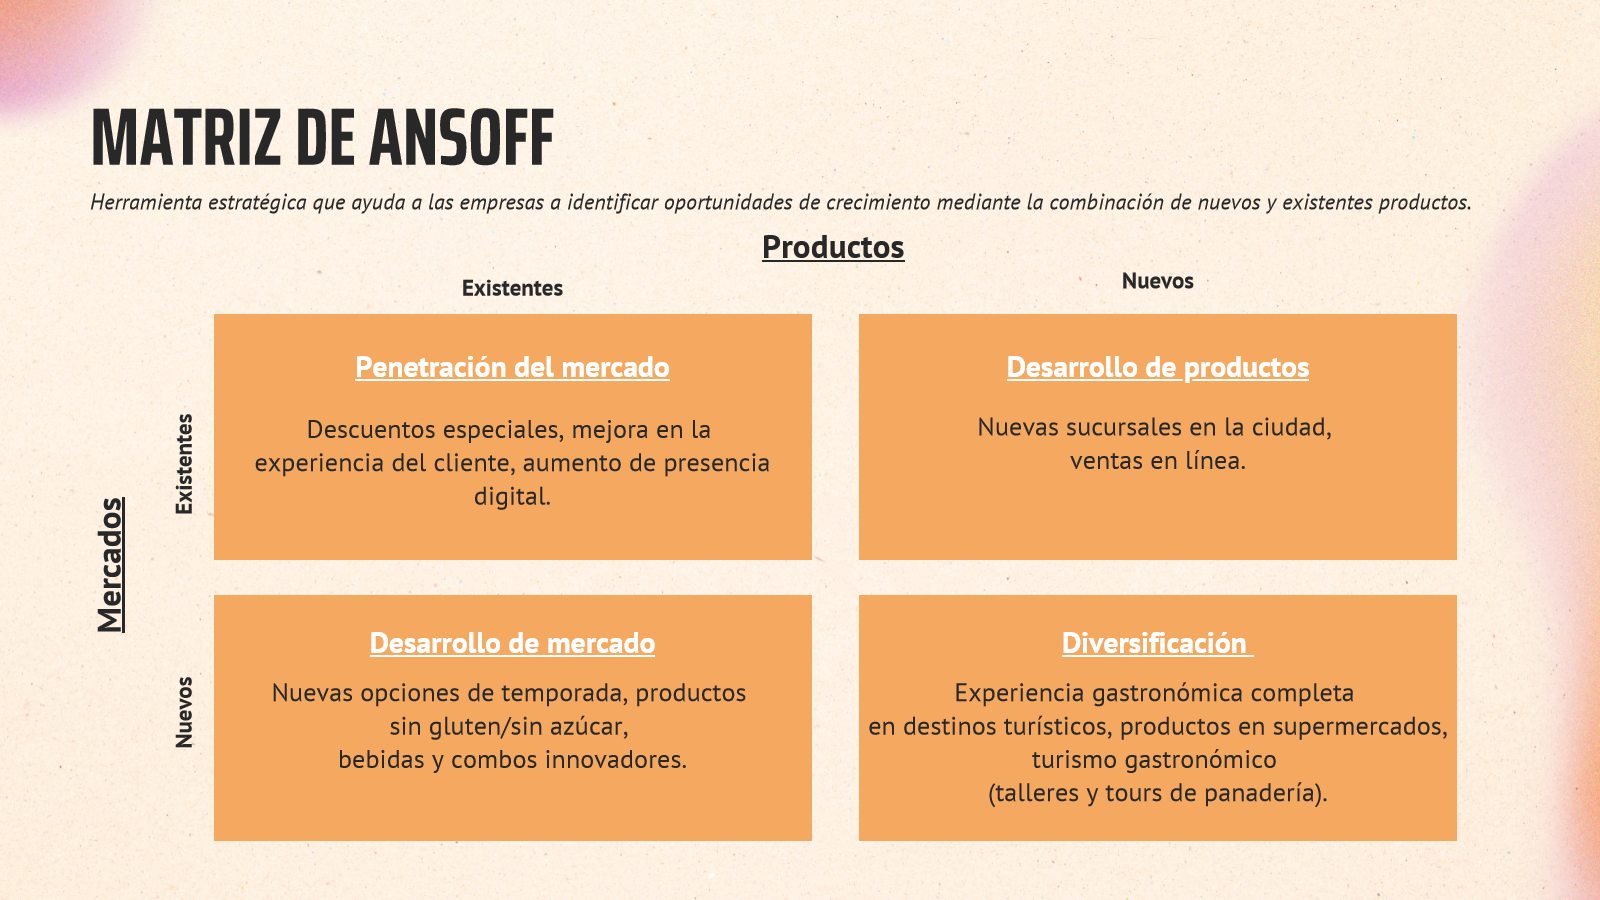 MATRIZ DE ANSOFF
Herramienta estratégica que ayuda a las empresas a identificar oportunidades de crecimiento mediante la combinación de nuevos y existentes productos.
Productos
Existentes
Nuevos
Mercados
Existentes
Penetración del mercado
Descuentos especiales, mejora en la
experiencia del cliente, aumento de presencia
digital.
Desarrollo de productos
Nuevas sucursales en la ciudad,
ventas en línea.
Nuevos
Desarrollo de mercado
Nuevas opciones de temporada, productos
sin gluten/sin azúcar,
bebidas y combos innovadores.
Diversificación
Experiencia gastronómica completa
en destinos turísticos, productos en supermercados,
turismo gastronómico
(talleres y tours de panadería).